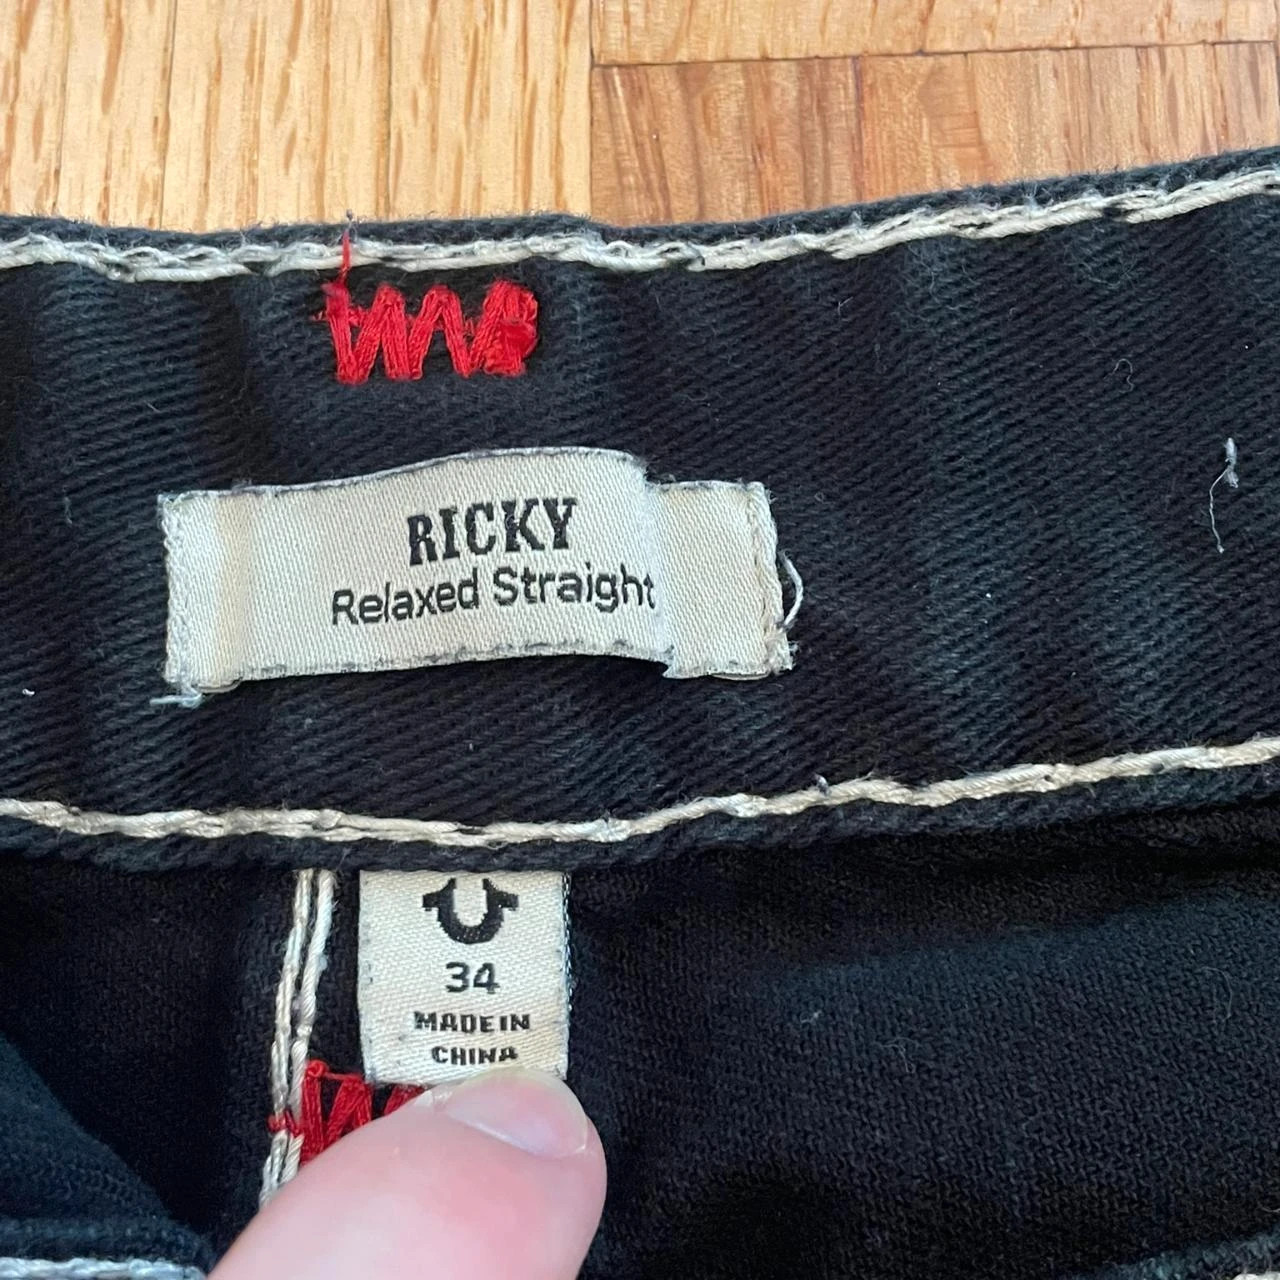 RICKY
Relaxed Straight
34
MADE IN
CHINA